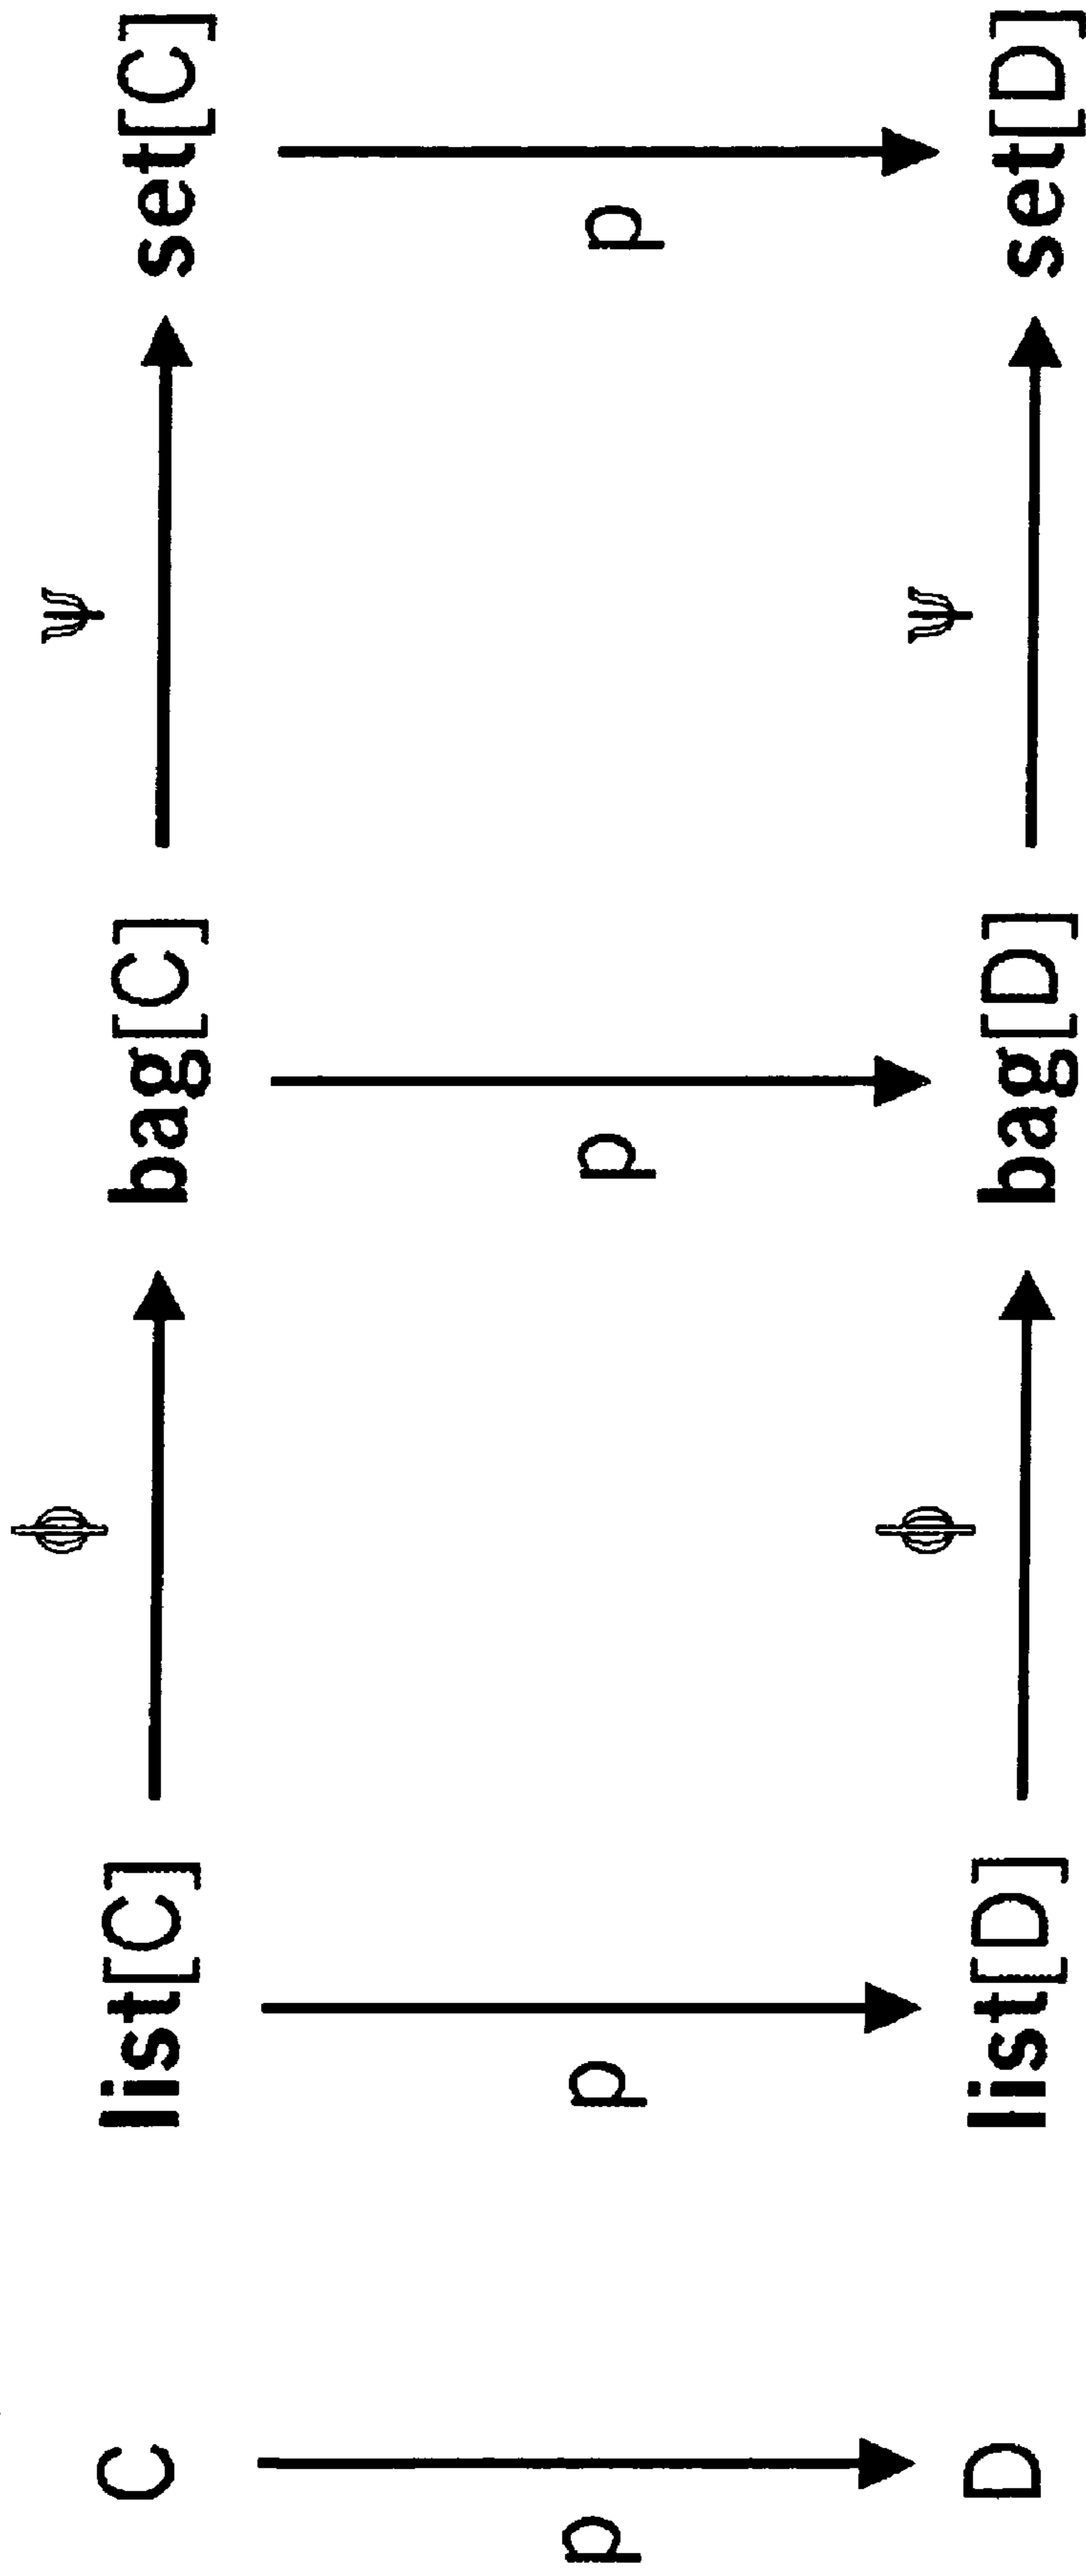 ϕ ψ
C list[C] bag[C] set[C]
p p p p
ϕ ψ
D list[D] bag[D] set[D]